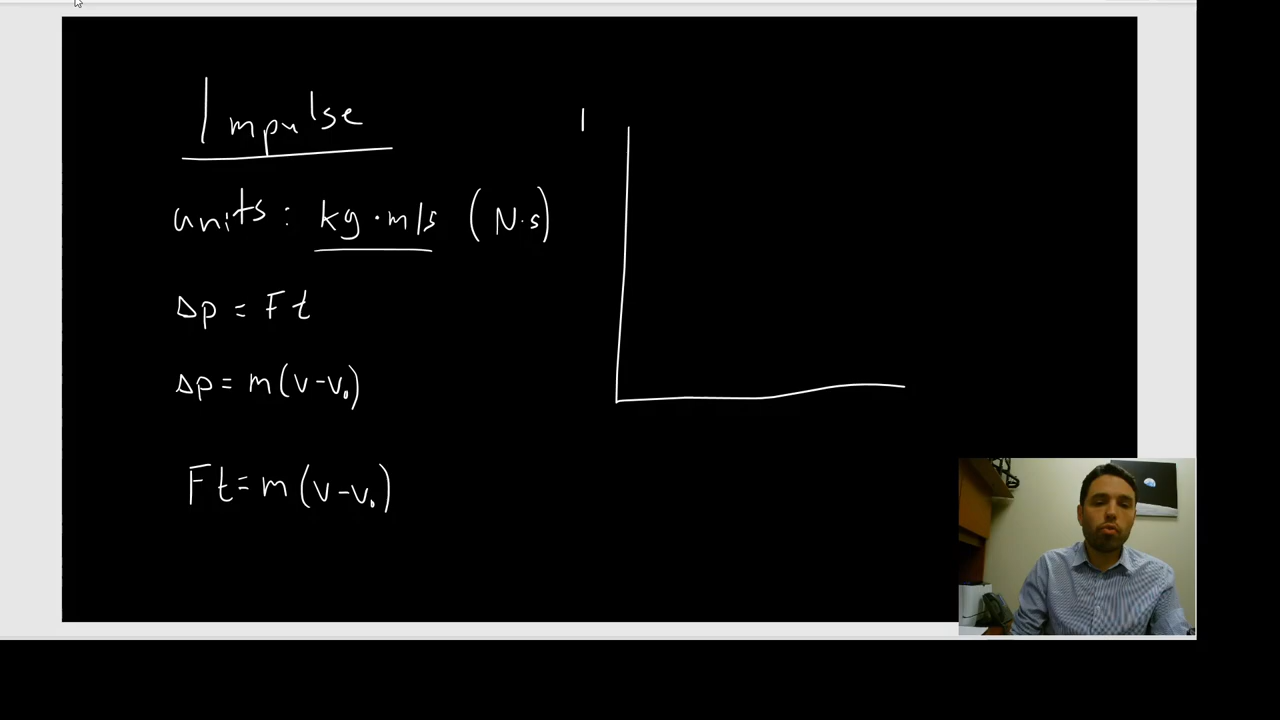 Impulse
units: kg·m/s (N·s)
Δp = Ft
Δp = m(v-v₀)
Ft = m(v-v₀)